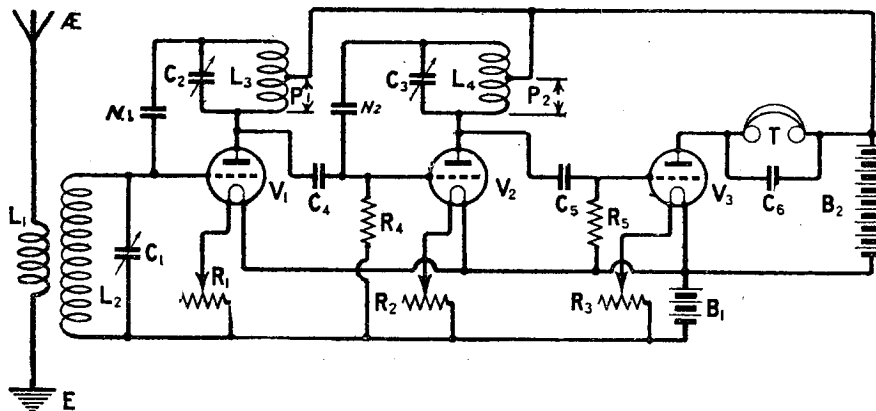 Æ
C2 L3 P1
C3 L4 P2
N1 N2
T
V1 C4 V2 C5 V3 C6 B2
R4 R5
L1 L2 C1 R1 R2 R3 B1
E